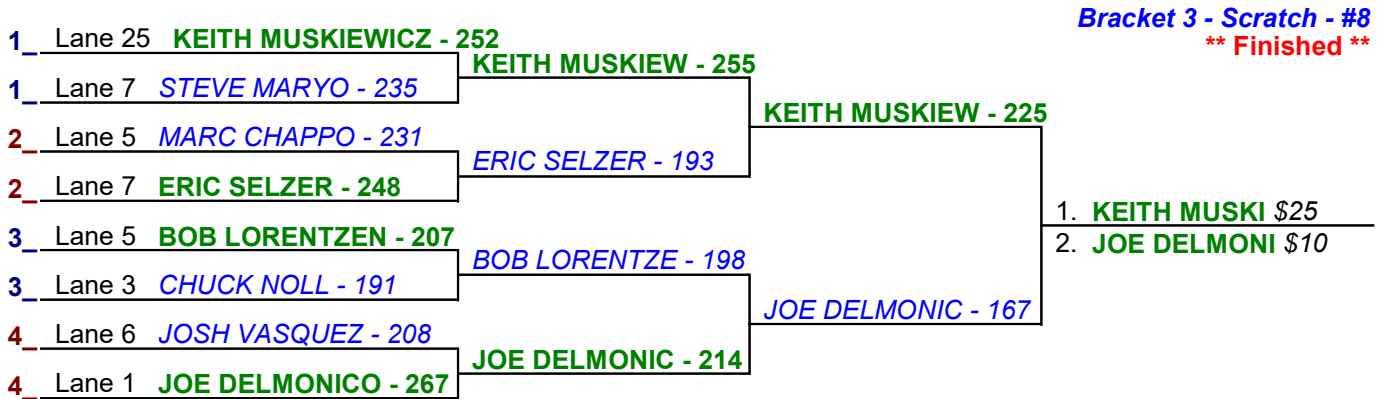 Bracket 3 - Scratch - #8
** Finished **
1_ Lane 25 KEITH MUSKIEWICZ - 252
KEITH MUSKIEW - 255
1_ Lane 7 STEVE MARYO - 235
KEITH MUSKIEW - 225
2_ Lane 5 MARC CHAPPO - 231
ERIC SELZER - 193
2_ Lane 7 ERIC SELZER - 248
1. KEITH MUSKI $25
3_ Lane 5 BOB LORENTZEN - 207
2. JOE DELMONI $10
BOB LORENTZE - 198
3_ Lane 3 CHUCK NOLL - 191
JOE DELMONIC - 167
4_ Lane 6 JOSH VASQUEZ - 208
JOE DELMONIC - 214
4_ Lane 1 JOE DELMONICO - 267